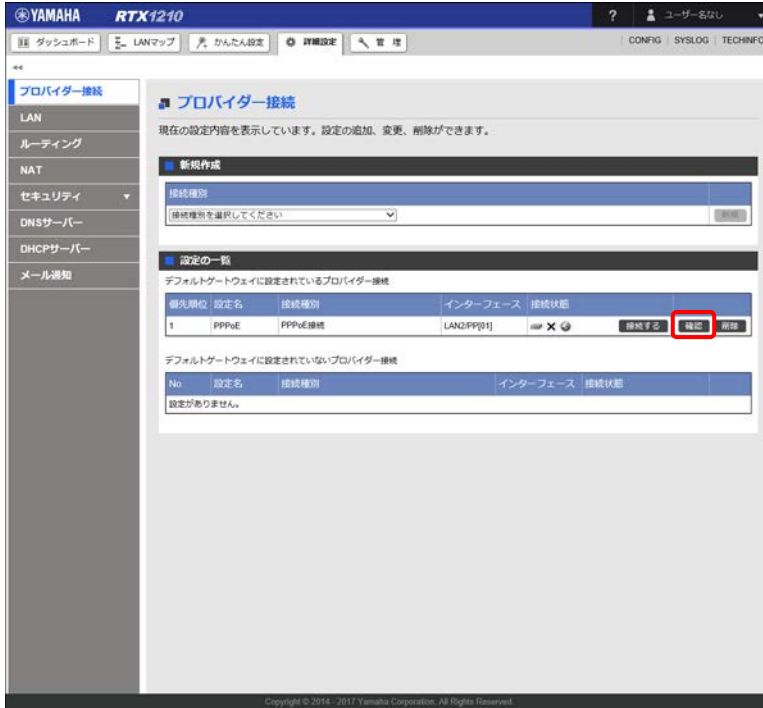 YAMAHA RTX1210 ? ユーザー名なし
ダッシュボード LANマップ かんたん設定 詳細設定 管 理 CONFIG SYSLOG TECHINFO
<<
プロバイダー接続
LAN
ルーティング
NAT
セキュリティ
DNSサーバー
DHCPサーバー
メール通知
プロバイダー接続
現在の設定内容を表示しています。設定の追加、変更、削除ができます。
新規作成
接続種別
接続種別を選択してください 新規
設定の一覧
デフォルトゲートウェイに設定されているプロバイダー接続
優先順位 設定名 接続種別 インターフェース 接続状態
1 PPPoE PPPoE接続 LAN2/PP[01] 接続する 確認 削除
デフォルトゲートウェイに設定されていないプロバイダー接続
No. 設定名 接続種別 インターフェース 接続状態
設定がありません。
Copyright © 2014 - 2017 Yamaha Corporation. All Rights Reserved.